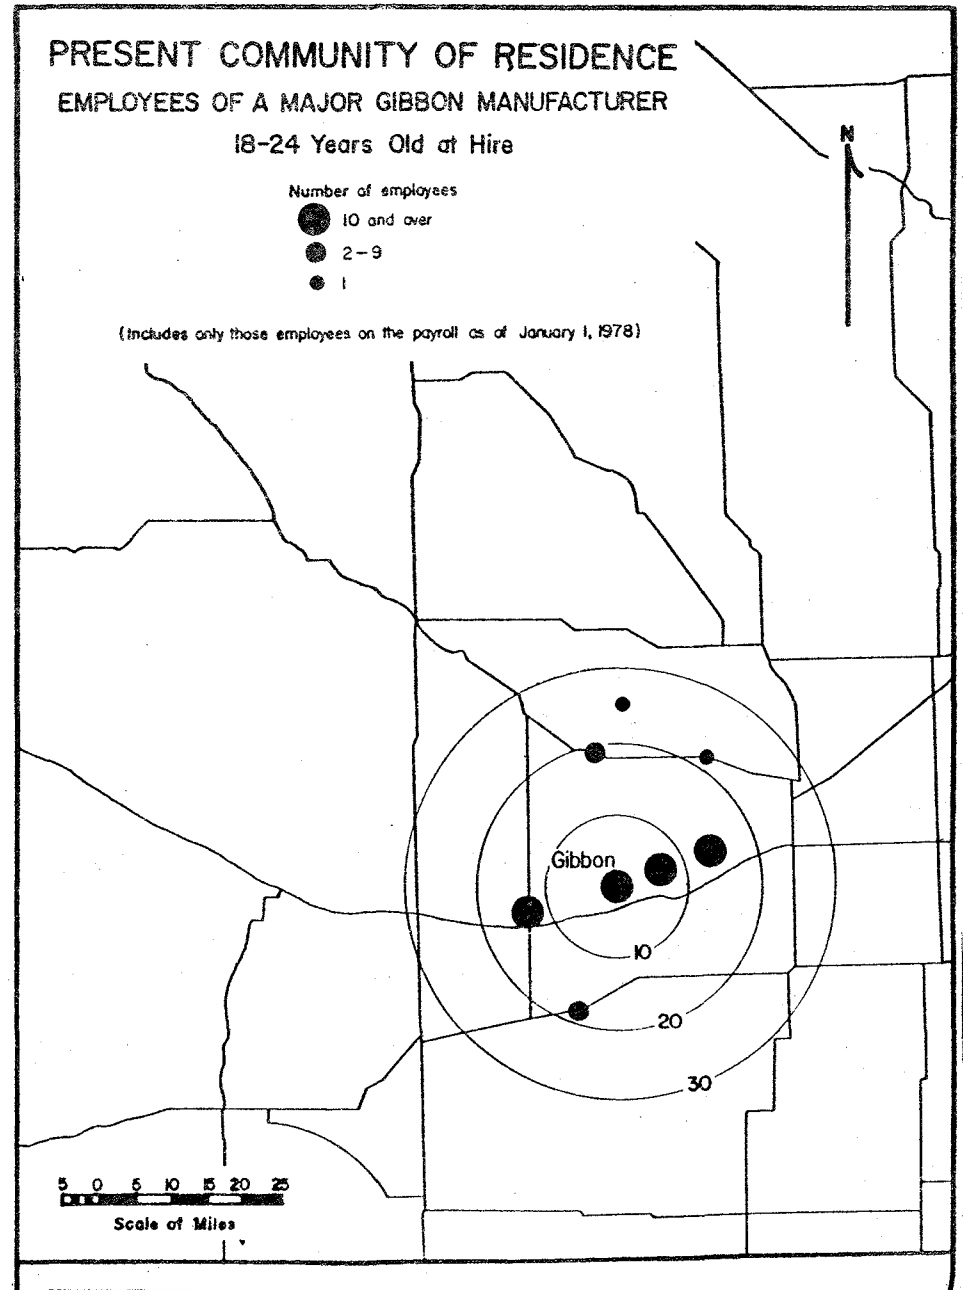 PRESENT COMMUNITY OF RESIDENCE
EMPLOYEES OF A MAJOR GIBBON MANUFACTURER
18-24 Years Old at Hire
N
Number of employees
10 and over
2-9
1
(Includes only those employees on the payroll as of January 1, 1978)
Gibbon
10
20
30
5 0 5 10 15 20 25
Scale of Miles